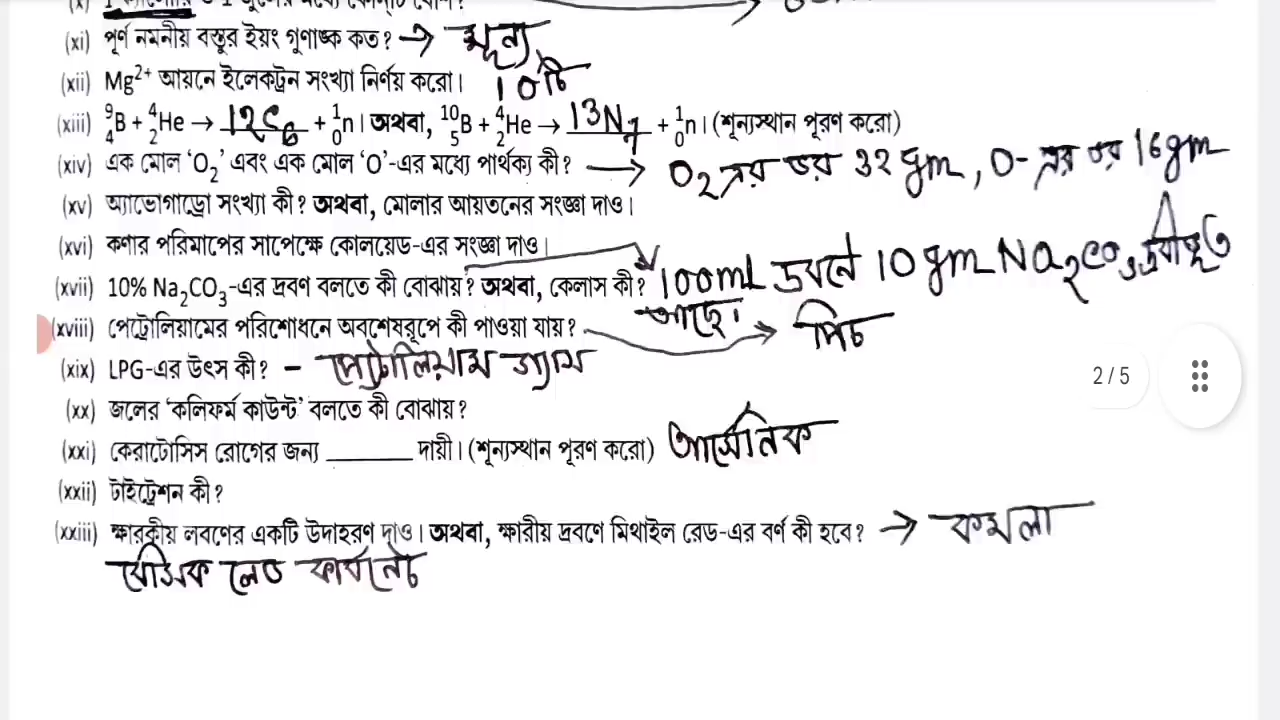 (xi) পূর্ণ নমনীয় বস্তুর ইয়ং গুণাঙ্ক কত? → শূন্য
(xii) Mg²⁺ আয়নে ইলেকট্রন সংখ্যা নির্ণয় করো। 10টি
(xiii) ⁹₄B + ⁴₂He → 12C6 + ¹₀n। অথবা, ¹⁰₅B + ⁴₂He → 13N7 + ¹₀n। (শূন্যস্থান পূরণ করো)
(xiv) এক মোল ‘O₂’ এবং এক মোল ‘O’-এর মধ্যে পার্থক্য কী? → O₂ এর ভর 32 gm, O- এর ভর 16 gm
(xv) অ্যাভোগাড্রো সংখ্যা কী? অথবা, মোলার আয়তনের সংজ্ঞা দাও।
(xvi) কণার পরিমাপের সাপেক্ষে কোলয়েড-এর সংজ্ঞা দাও।
(xvii) 10% Na₂CO₃-এর দ্রবণ বলতে কী বোঝায়? অথবা, কেলাস কী? 100mL দ্রবনে 10 gm Na₂CO₃ দ্রবীভূত
আছে।
(xviii) পেট্রোলিয়ামের পরিশোধনে অবশেষরূপে কী পাওয়া যায়? → পিচ
(xix) LPG-এর উৎস কী? – পেট্রোলিয়াম গ্যাস
2 / 5
(xx) জলের ‘কলিফর্ম কাউন্ট’ বলতে কী বোঝায়?
(xxi) কেরাটোসিস রোগের জন্য ________ দায়ী। (শূন্যস্থান পূরণ করো) আর্সেনিক
(xxii) টাইট্রেশন কী?
(xxiii) ক্ষারকীয় লবণের একটি উদাহরণ দাও। অথবা, ক্ষারীয় দ্রবণে মিথাইল রেড-এর বর্ণ কী হবে? → কমলা
বেসিক লেড কার্বনেট